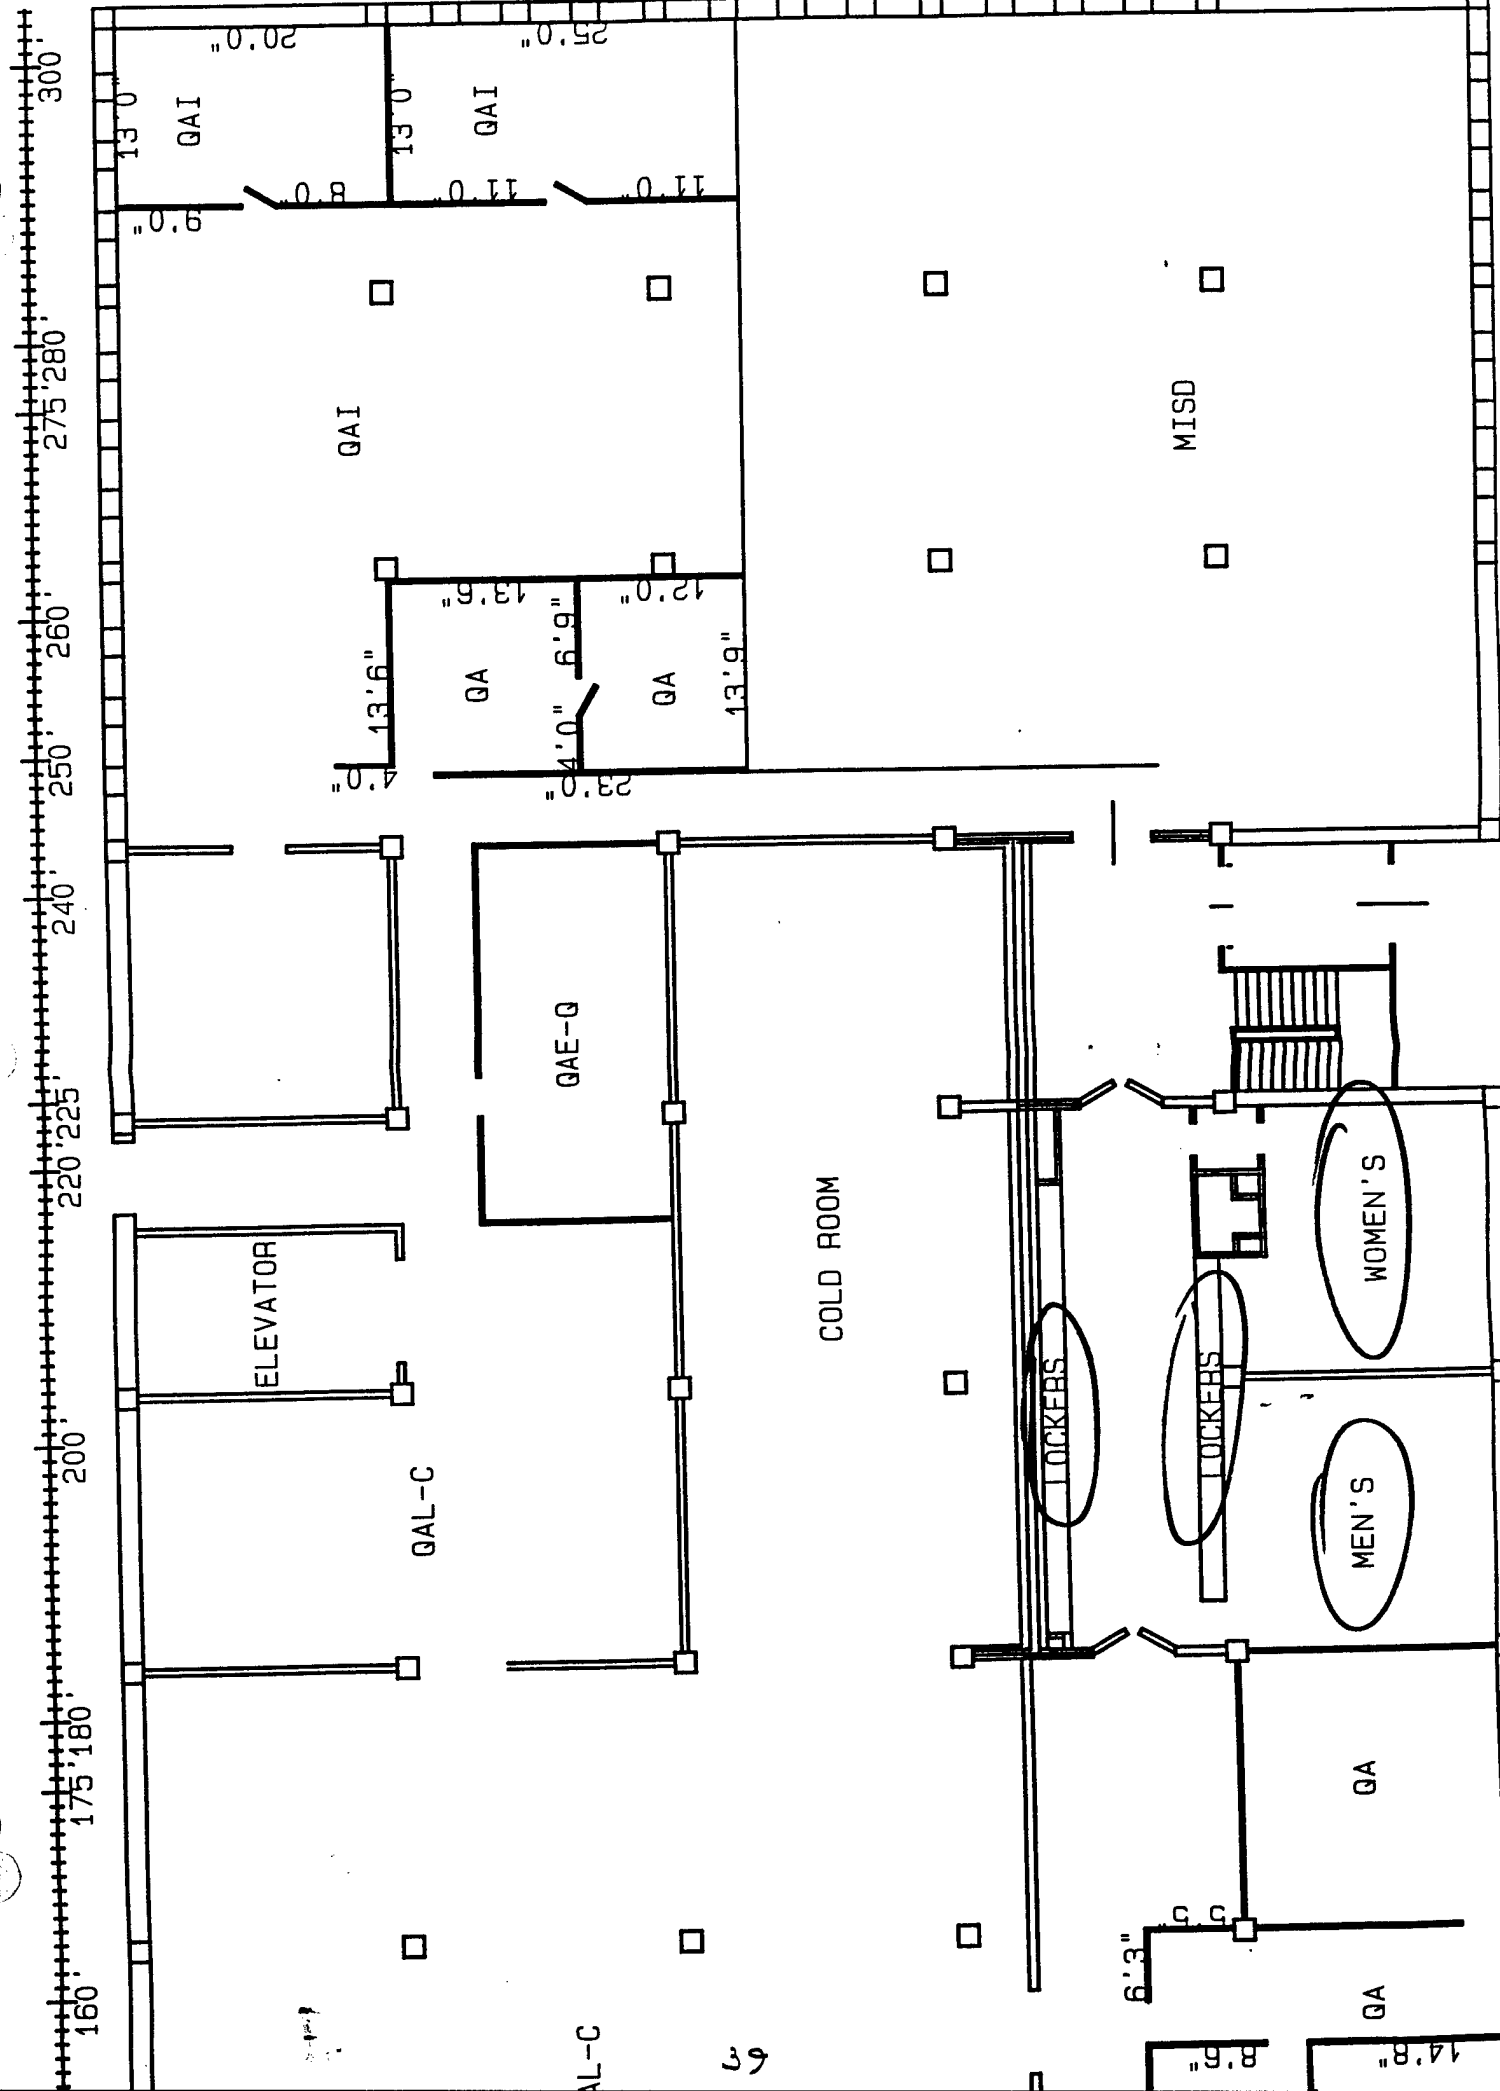 300'
280'
275'
260'
250'
240'
225'
220'
200'
180'
175'
160'
20'0"
25'0"
13'0"
QAI
13'0"
QAI
9'0"
8'0"
11'0"
11'0"
QAI
MISD
13'6"
12'0"
13'6"
QA
6'9"
4'0"
QA
13'9"
4'0"
23'0"
QAE-Q
ELEVATOR
COLD ROOM
WOMEN'S
LOCKERS
LOCKERS
MEN'S
QAL-C
QA
6'3"
QA
8'6"
14'8"
AL-C
39